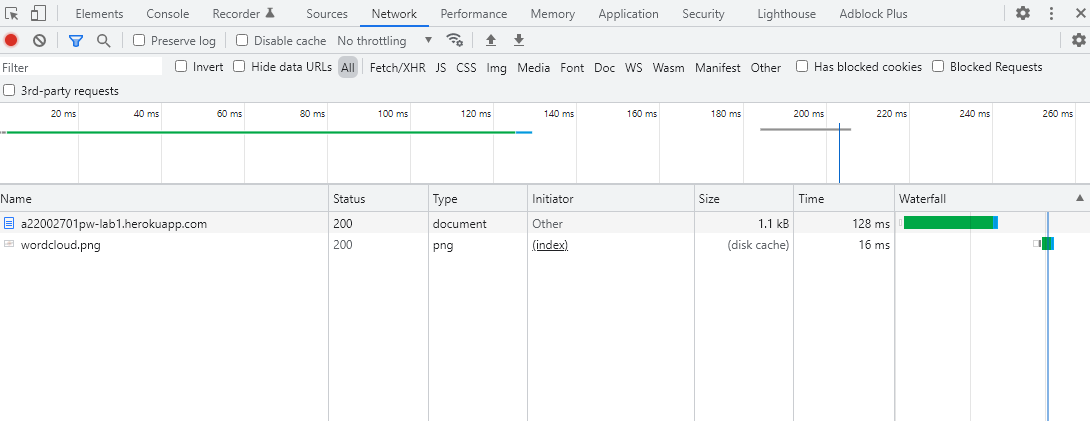 Elements Console Recorder Sources Network Performance Memory Application Security Lighthouse Adblock Plus
Preserve log Disable cache No throttling
Filter Invert Hide data URLs All Fetch/XHR JS CSS Img Media Font Doc WS Wasm Manifest Other Has blocked cookies Blocked Requests
3rd-party requests
20 ms 40 ms 60 ms 80 ms 100 ms 120 ms 140 ms 160 ms 180 ms 200 ms 220 ms 240 ms 260 ms
Name Status Type Initiator Size Time Waterfall
a22002701pw-lab1.herokuapp.com 200 document Other 1.1 kB 128 ms
wordcloud.png 200 png (index) (disk cache) 16 ms